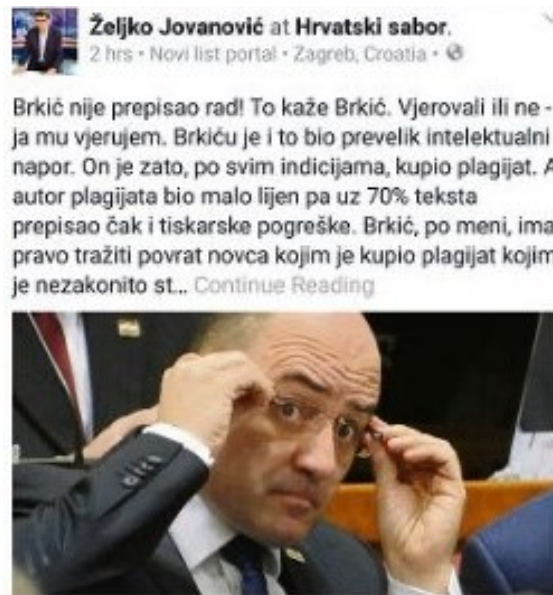 Željko Jovanović at Hrvatski sabor.
2 hrs • Novi list portal • Zagreb, Croatia •
Brkić nije prepisao rad! To kaže Brkić. Vjerovali ili ne -
ja mu vjerujem. Brkiću je i to bio prevelik intelektualni
napor. On je zato, po svim indicijama, kupio plagijat. A
autor plagijata bio malo lijen pa uz 70% teksta
prepisao čak i tiskarske pogreške. Brkić, po meni, ima
pravo tražiti povrat novca kojim je kupio plagijat kojim
je nezakonito st... Continue Reading